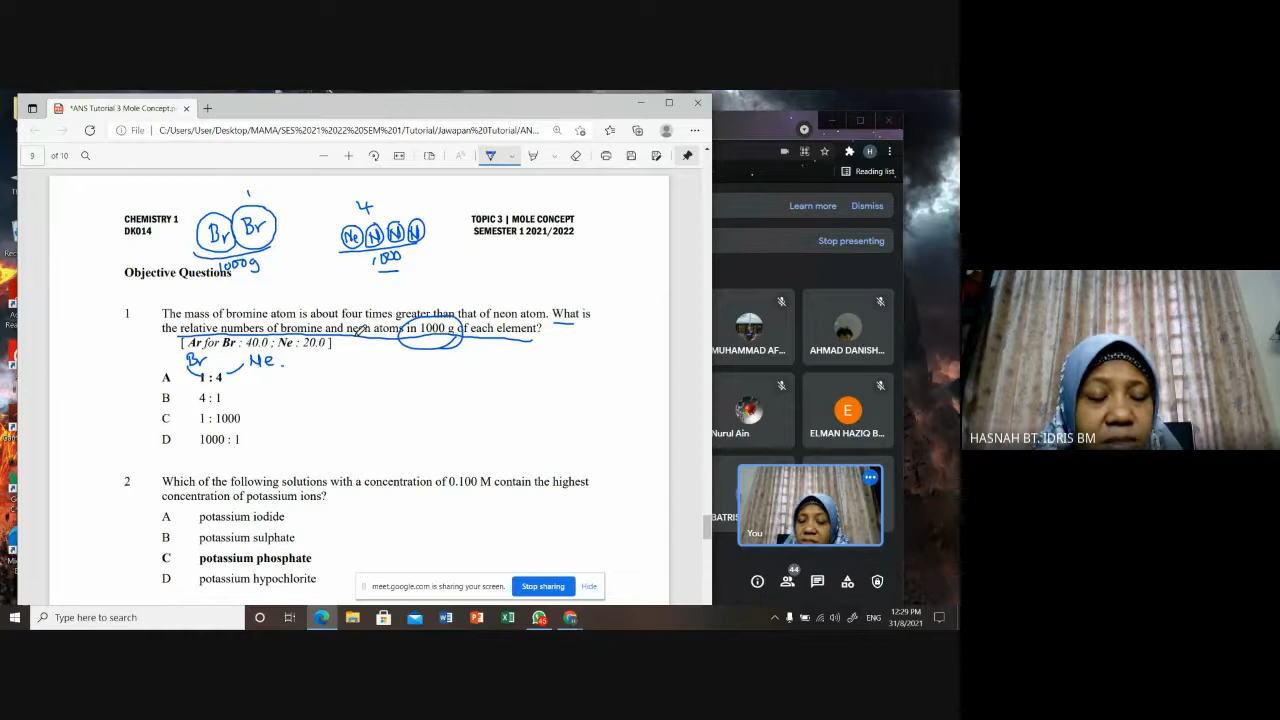 *ANS Tutorial 3 Mole Concept.p
File
C:/Users/User/Desktop/MAMA/SES%2021%2022%20SEM%201/Tutorial/Jawapan%20Tutorial/AN...
9 of 10
Reading list
Learn more Dismiss
Stop presenting
1
4
CHEMISTRY 1
DK014
Br Br
Ne N N N
TOPIC 3 | MOLE CONCEPT
SEMESTER 1 2021/2022
1000g
1000
Objective Questions
1 The mass of bromine atom is about four times greater than that of neon atom. What is
the relative numbers of bromine and neon atoms in 1000 g of each element?
[ Ar for Br : 40.0 ; Ne : 20.0 ]
Br Ne.
A 1 : 4
B 4 : 1
C 1 : 1000
D 1000 : 1
2 Which of the following solutions with a concentration of 0.100 M contain the highest
concentration of potassium ions?
A potassium iodide
B potassium sulphate
C potassium phosphate
D potassium hypochlorite
meet.google.com is sharing your screen. Stop sharing Hide
MUHAMMAD AF...
AHMAD DANISH...
Nurul Ain
E
ELMAN HAZIQ B...
BATRIS
You
44
H
HASNAH BT. IDRIS BM
Type here to search
45
ENG
12:29 PM
31/8/2021